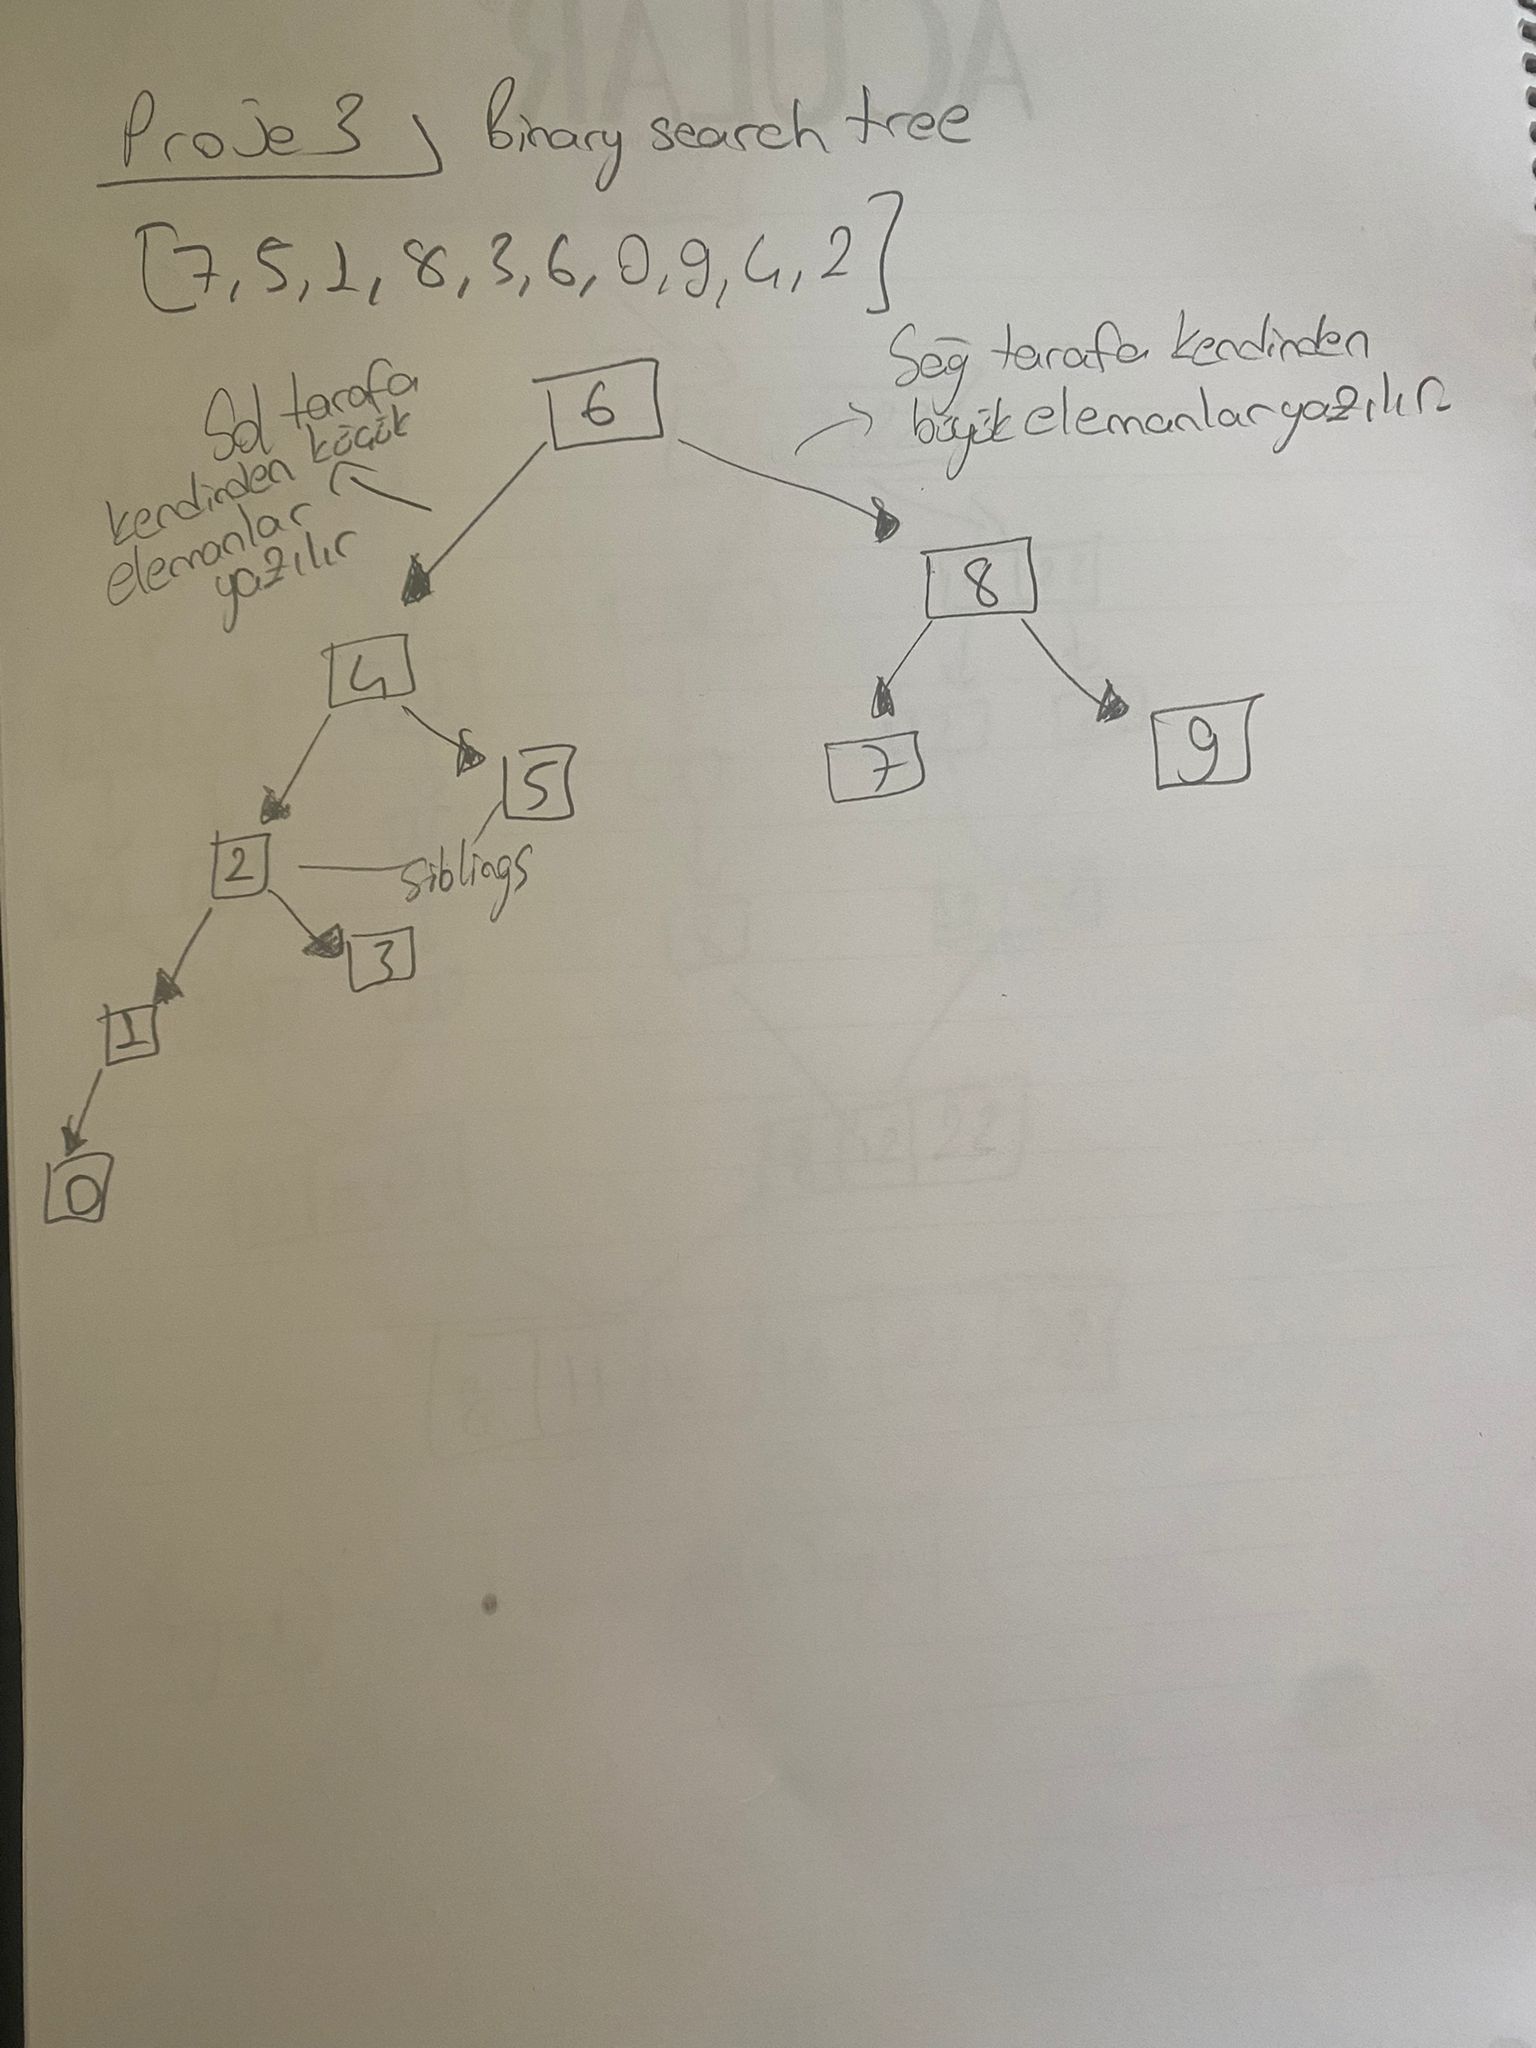 Proje 3 Binary search tree
[7, 5, 1, 8, 3, 6, 0, 9, 4, 2]
Sol tarafa
kendinden küçük
elemanlar
yazılır
Sağ tarafa kendinden
büyük elemanlar yazılır
6
8
4
7
9
5
2
siblings
3
1
0